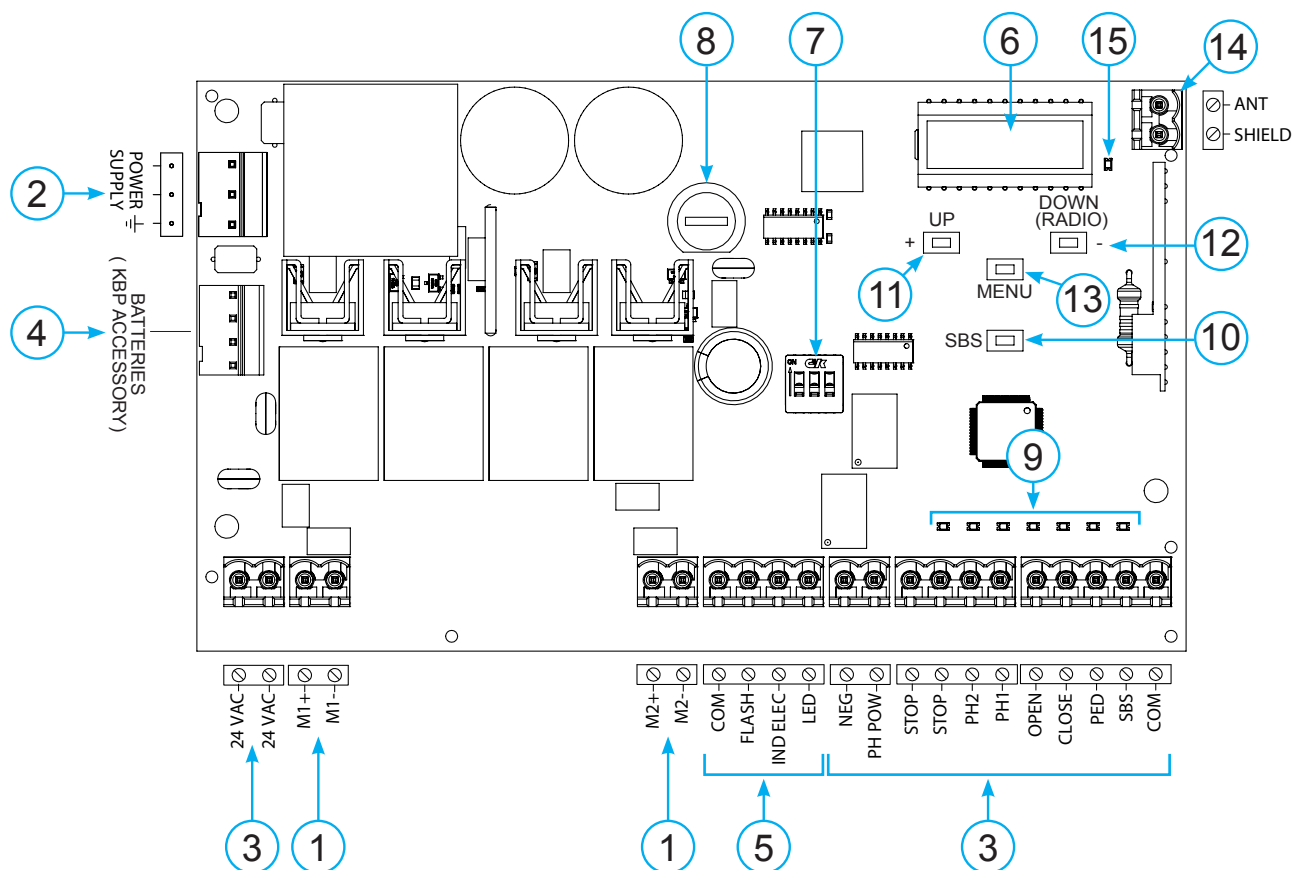 8
7
6
15
14
ANT
SHIELD
2
POWER
SUPPLY
UP
+
DOWN
(RADIO)
-
12
11
MENU
13
4
BATTERIES
( KBP ACCESSORY)
SBS
10
ON
9
24 VAC
24 VAC
M1+
M1-
M2+
M2-
COM
FLASH
IND ELEC
LED
NEG
PH POW
STOP
STOP
PH2
PH1
OPEN
CLOSE
PED
SBS
COM
3
1
1
5
3